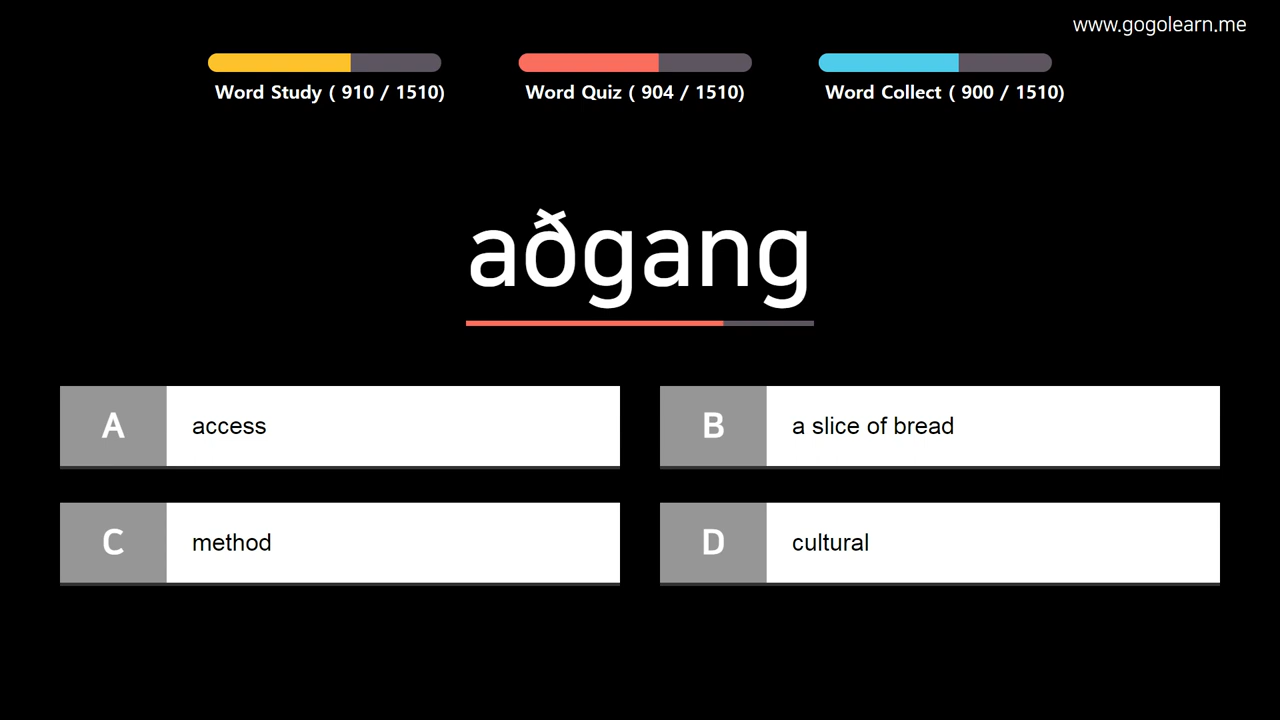 www.gogolearn.me
Word Study ( 910 / 1510)
Word Quiz ( 904 / 1510)
Word Collect ( 900 / 1510)
aðgang
A access
B a slice of bread
C method
D cultural